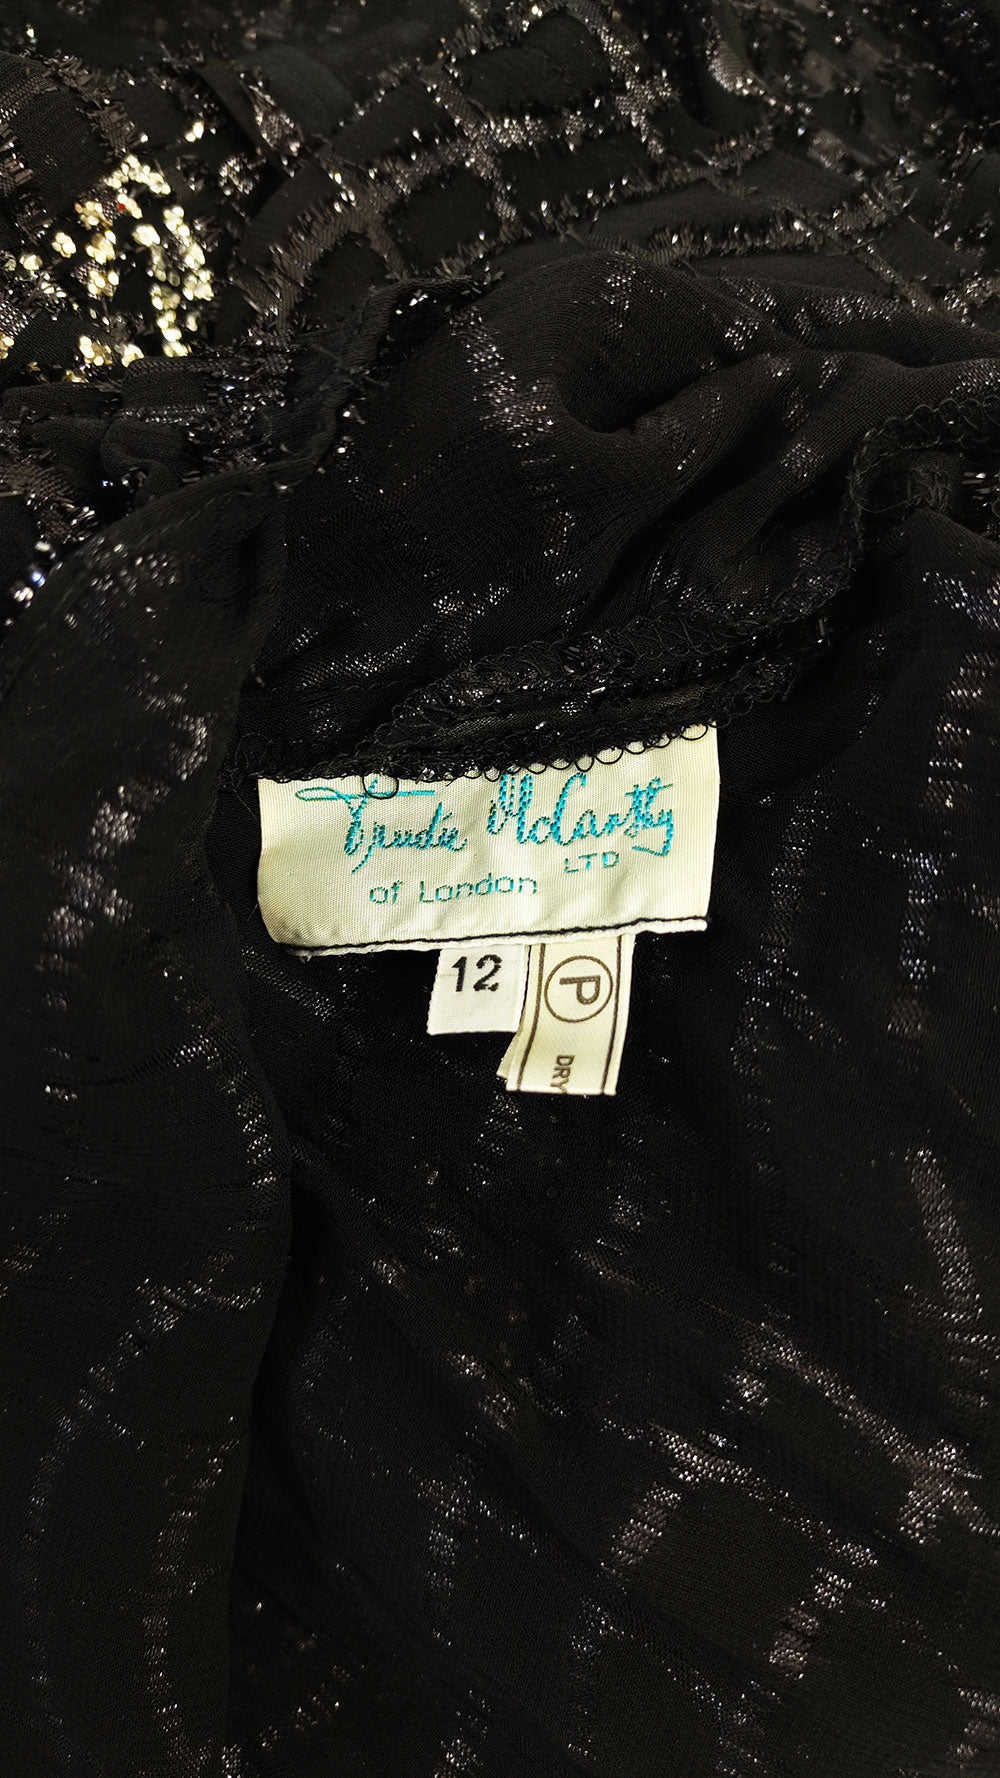 Trudie McCarthy
LTD
of London
12
P
DRY